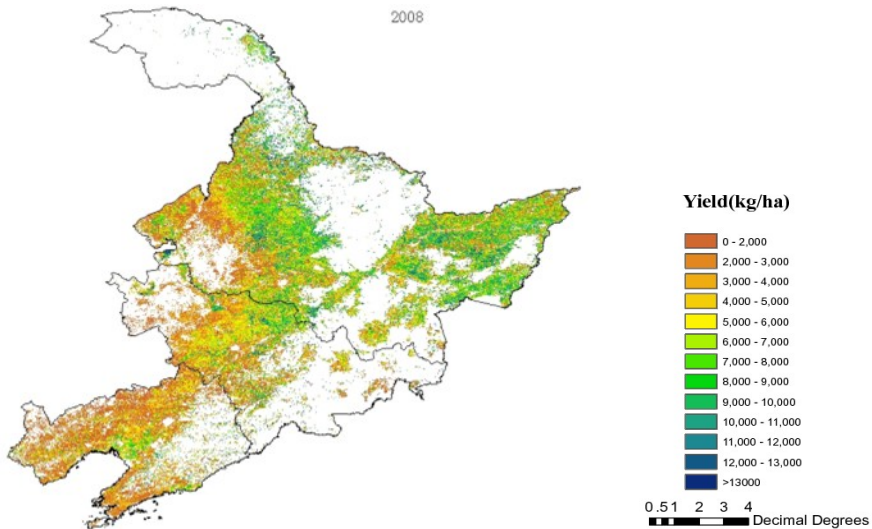 2008
Yield(kg/ha)
0 - 2,000
2,000 - 3,000
3,000 - 4,000
4,000 - 5,000
5,000 - 6,000
6,000 - 7,000
7,000 - 8,000
8,000 - 9,000
9,000 - 10,000
10,000 - 11,000
11,000 - 12,000
12,000 - 13,000
>13000
0 .5 1 2 3 4
Decimal Degrees